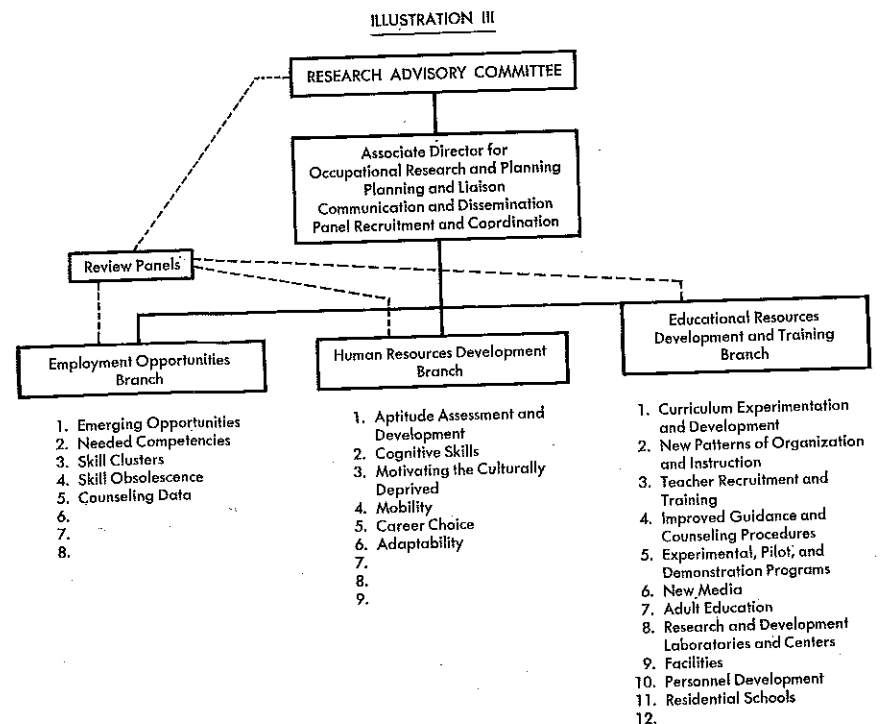 ILLUSTRATION III
RESEARCH ADVISORY COMMITTEE
Associate Director for
Occupational Research and Planning
Planning and Liaison
Communication and Dissemination
Panel Recruitment and Coordination
Review Panels
Employment Opportunities
Branch
1. Emerging Opportunities
2. Needed Competencies
3. Skill Clusters
4. Skill Obsolescence
5. Counseling Data
6.
7.
8.
Human Resources Development
Branch
1. Aptitude Assessment and
Development
2. Cognitive Skills
3. Motivating the Culturally
Deprived
4. Mobility
5. Career Choice
6. Adaptability
7.
8.
9.
Educational Resources
Development and Training
Branch
1. Curriculum Experimentation
and Development
2. New Patterns of Organization
and Instruction
3. Teacher Recruitment and
Training
4. Improved Guidance and
Counseling Procedures
5. Experimental, Pilot, and
Demonstration Programs
6. New Media
7. Adult Education
8. Research and Development
Laboratories and Centers
9. Facilities
10. Personnel Development
11. Residential Schools
12.